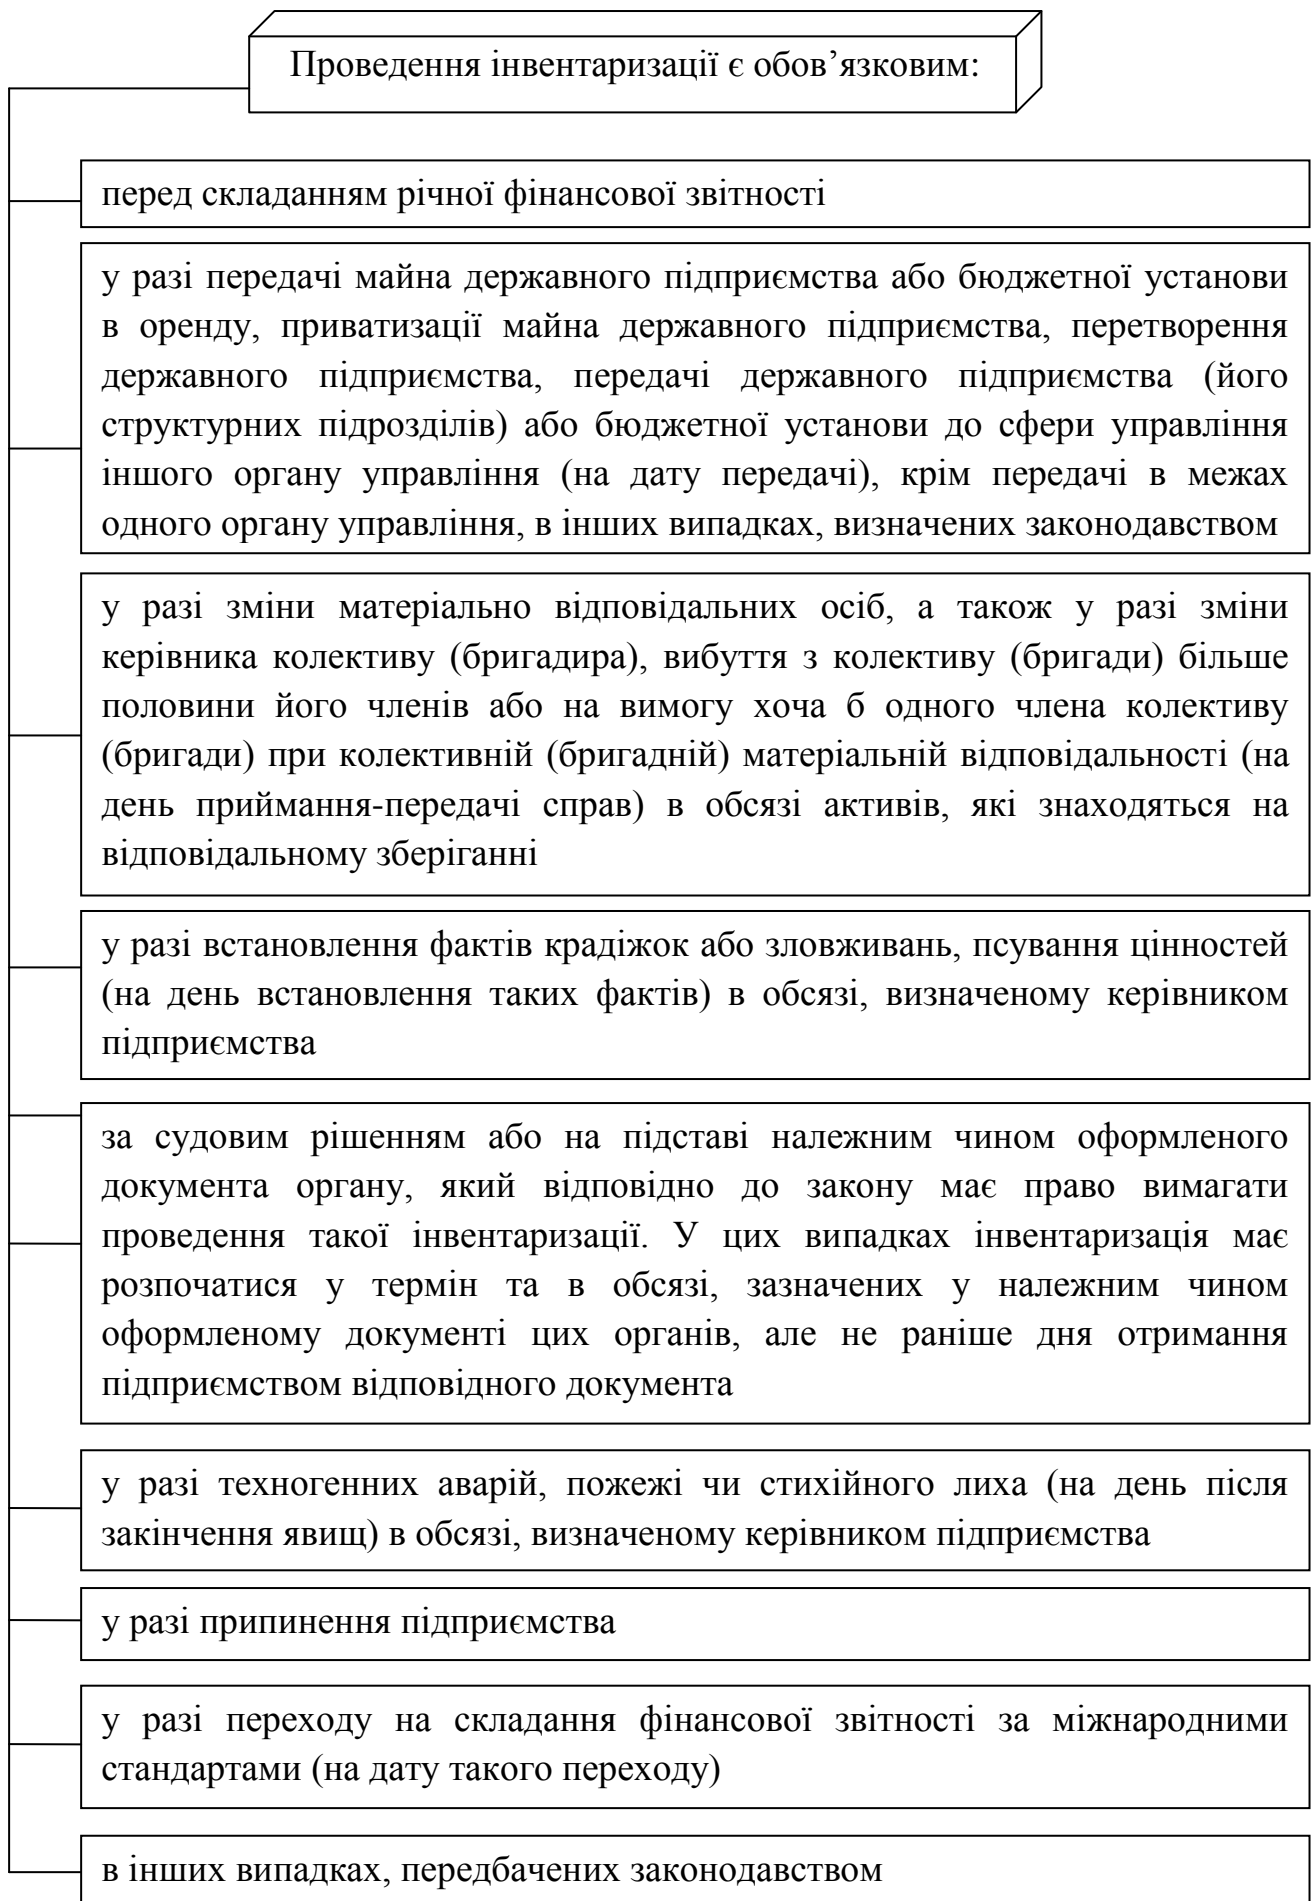 Проведення інвентаризації є обов’язковим:
перед складанням річної фінансової звітності
у разі передачі майна державного підприємства або бюджетної установи
в оренду, приватизації майна державного підприємства, перетворення
державного підприємства, передачі державного підприємства (його
структурних підрозділів) або бюджетної установи до сфери управління
іншого органу управління (на дату передачі), крім передачі в межах
одного органу управління, в інших випадках, визначених законодавством
у разі зміни матеріально відповідальних осіб, а також у разі зміни
керівника колективу (бригадира), вибуття з колективу (бригади) більше
половини його членів або на вимогу хоча б одного члена колективу
(бригади) при колективній (бригадній) матеріальній відповідальності (на
день приймання-передачі справ) в обсязі активів, які знаходяться на
відповідальному зберіганні
у разі встановлення фактів крадіжок або зловживань, псування цінностей
(на день встановлення таких фактів) в обсязі, визначеному керівником
підприємства
за судовим рішенням або на підставі належним чином оформленого
документа органу, який відповідно до закону має право вимагати
проведення такої інвентаризації. У цих випадках інвентаризація має
розпочатися у термін та в обсязі, зазначених у належним чином
оформленому документі цих органів, але не раніше дня отримання
підприємством відповідного документа
у разі техногенних аварій, пожежі чи стихійного лиха (на день після
закінчення явищ) в обсязі, визначеному керівником підприємства
у разі припинення підприємства
у разі переходу на складання фінансової звітності за міжнародними
стандартами (на дату такого переходу)
в інших випадках, передбачених законодавством